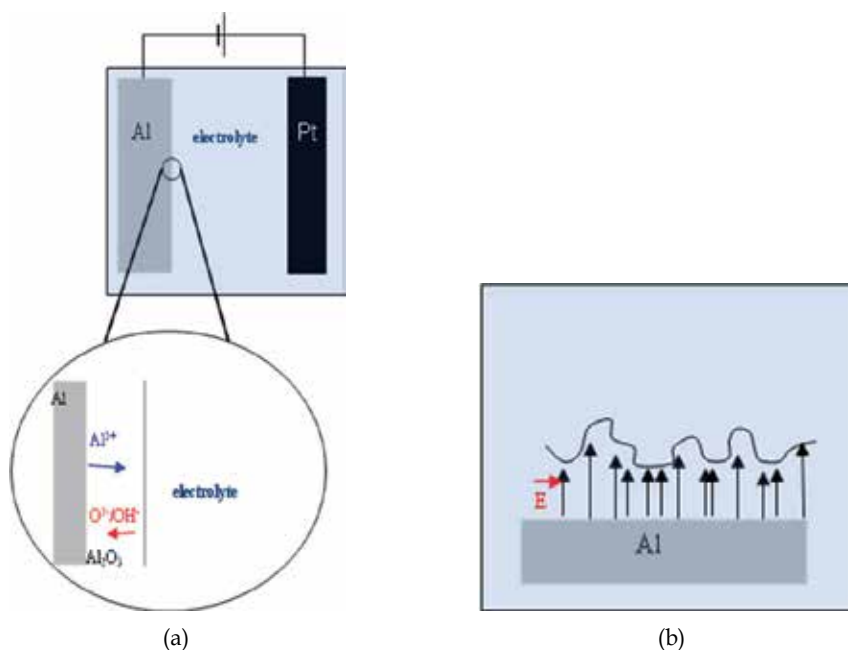 Al
electrolyte
Pt
Al
Al³⁺
electrolyte
O²⁻/OH⁻
Al₂O₃
E
Al
(a)
(b)